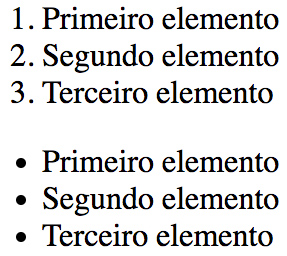 1. Primeiro elemento
2. Segundo elemento
3. Terceiro elemento
• Primeiro elemento
• Segundo elemento
• Terceiro elemento